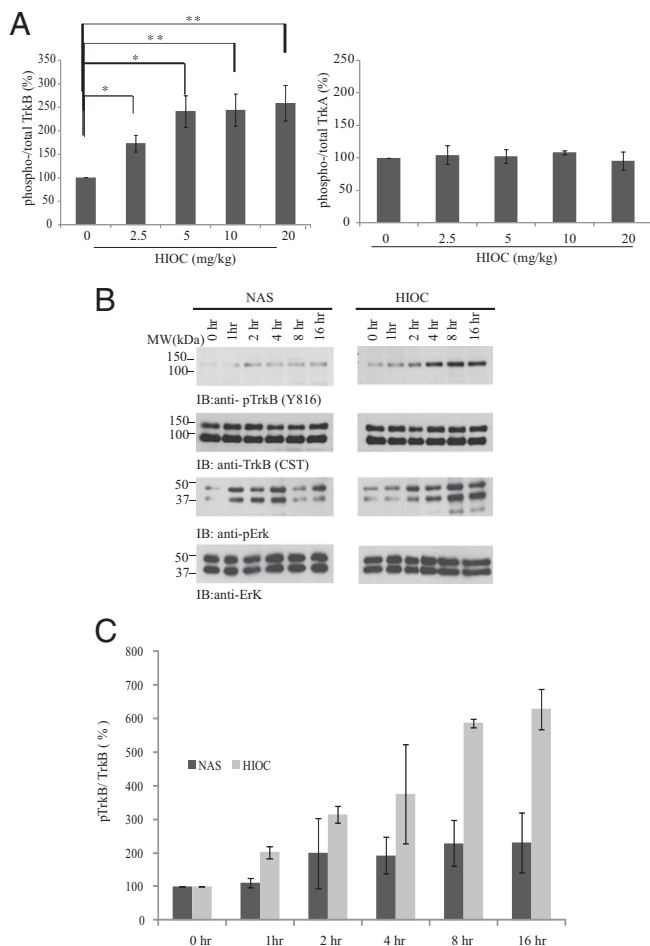 A
** 
**
*
*
phospho-/total TrkB (%)
350
300
250
200
150
100
50
0
0 2.5 5 10 20
HIOC (mg/kg)
phospho-/total TrkA (%)
250
200
150
100
50
0
0 2.5 5 10 20
HIOC (mg/kg)
B
NAS HIOC
MW(kDa) 0 hr 1hr 2 hr 4 hr 8 hr 16 hr 0 hr 1 hr 2 hr 4 hr 8 hr 16 hr
150
100
IB:anti- pTrkB (Y816)
150
100
IB: anti-TrkB (CST)
50
37
IB: anti-pErk
50
37
IB:anti-ErK
C
pTrkB/ TrkB ( % )
800
700
600
500
400
300
200
100
0
NAS HIOC
0 hr 1hr 2 hr 4 hr 8 hr 16 hr